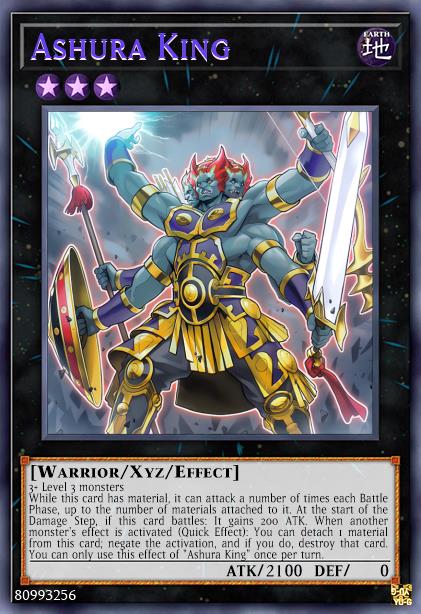 Ashura King
EARTH
地
[Warrior/Xyz/Effect]
3+ Level 3 monsters
While this card has material, it can attack a number of times each Battle
Phase, up to the number of materials attached to it. At the start of the
Damage Step, if this card battles: It gains 200 ATK. When another
monster's effect is activated (Quick Effect): You can detach 1 material
from this card; negate the activation, and if you do, destroy that card.
You can only use this effect of "Ashura King" once per turn.
ATK/2100 DEF/ 0
80993256